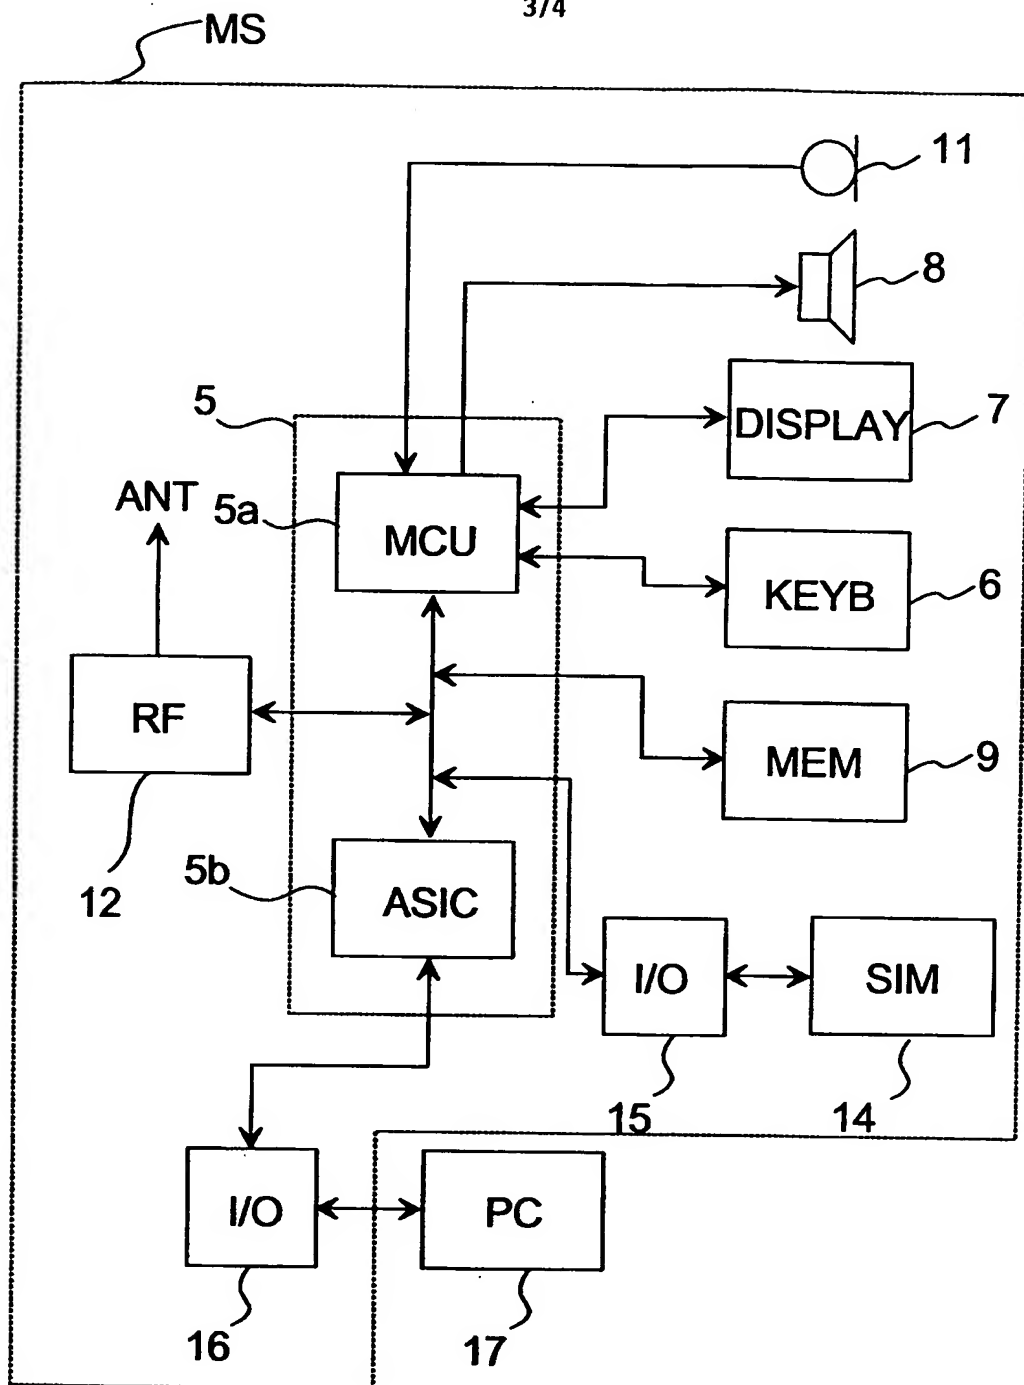 3/4
MS
11
8
5
DISPLAY
7
ANT
5a
MCU
KEYB
6
RF
MEM
9
12
5b
ASIC
I/O
SIM
15
14
I/O
PC
16
17